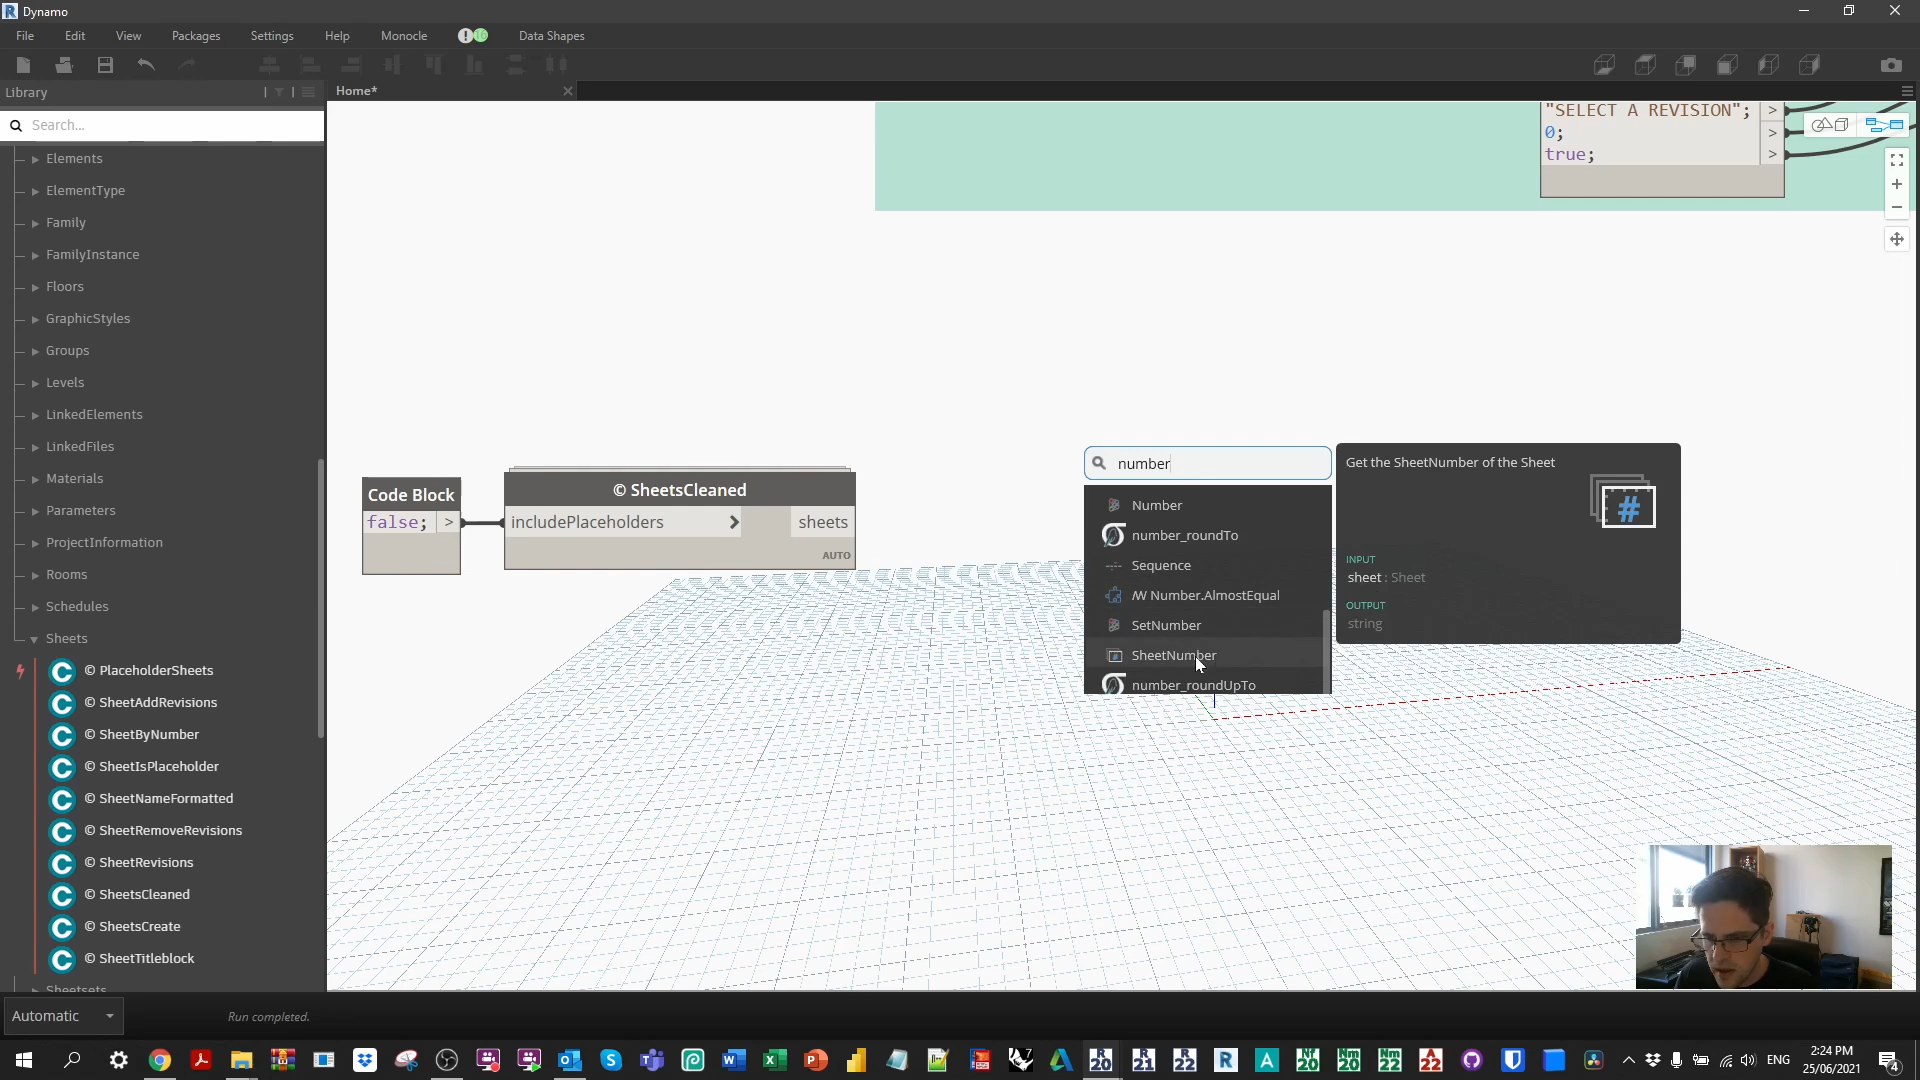 Dynamo
File Edit View Packages Settings Help Monocle ! 16 Data Shapes
Library
Home*
Search...
Elements
ElementType
Family
FamilyInstance
Floors
GraphicStyles
Groups
Levels
LinkedElements
LinkedFiles
Materials
Parameters
ProjectInformation
Rooms
Schedules
Sheets
© PlaceholderSheets
© SheetAddRevisions
© SheetByNumber
© SheetIsPlaceholder
© SheetNameFormatted
© SheetRemoveRevisions
© SheetRevisions
© SheetsCleaned
© SheetsCreate
© SheetTitleblock
Sheetsets
"SELECT A REVISION"; >
0; >
true; >
Code Block
false; >
© SheetsCleaned
includePlaceholders sheets
AUTO
number
Number
number_roundTo
Sequence
Number.AlmostEqual
SetNumber
SheetNumber
number_roundUpTo
Get the SheetNumber of the Sheet
#
INPUT
sheet : Sheet
OUTPUT
string
Automatic
Run completed.
ENG
2:24 PM
25/06/2021
4